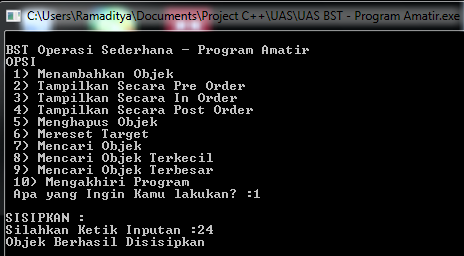 C:\Users\Ramaditya\Documents\Project C++\UAS\UAS BST - Program Amatir.exe
BST Operasi Sederhana - Program Amatir
OPSI
1) Menambahkan Objek
2) Tampilkan Secara Pre Order
3) Tampilkan Secara In Order
4) Tampilkan Secara Post Order
5) Menghapus Objek
6) Mereset Target
7) Mencari Objek
8) Mencari Objek Terkecil
9) Mencari Objek Terbesar
10) Mengakhiri Program
Apa yang Ingin Kamu lakukan? :1
SISIPKAN :
Silahkan Ketik Inputan :24
Objek Berhasil Disisipkan